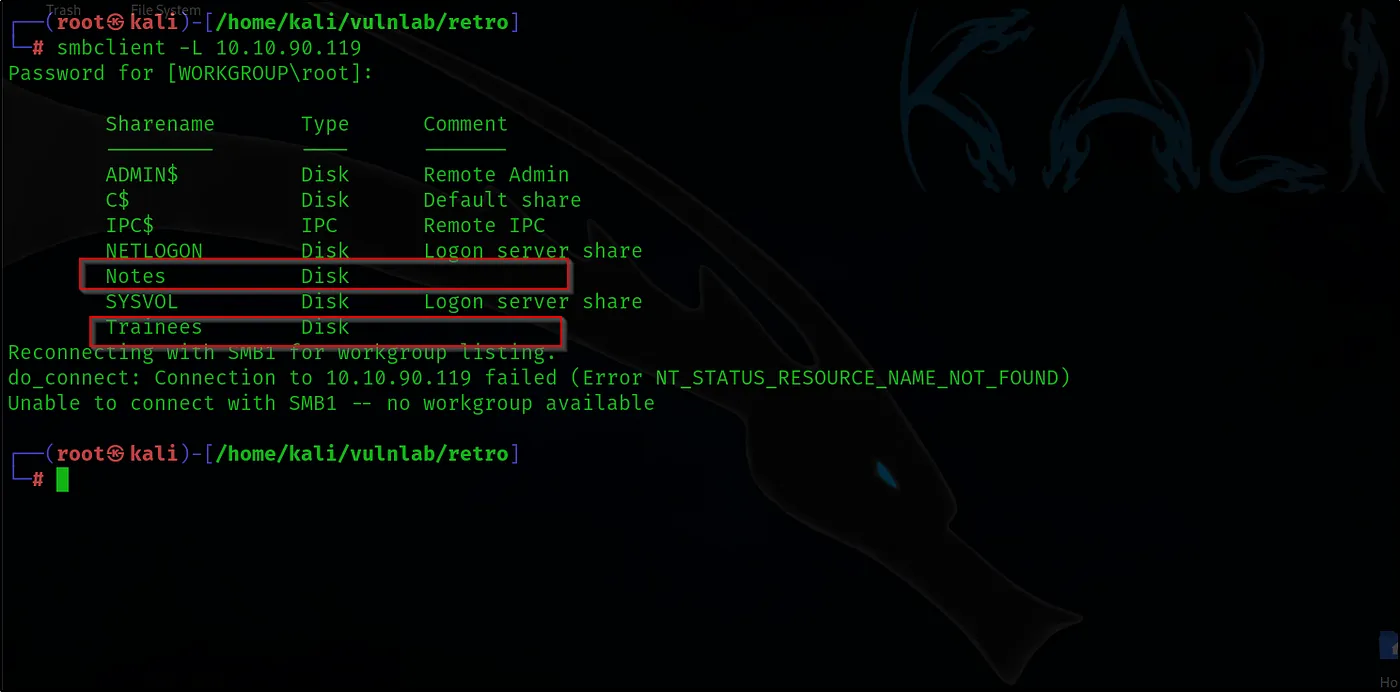 Trash File System
┌──(root㉿kali)-[/home/kali/vulnlab/retro]
└─# smbclient -L 10.10.90.119
Password for [WORKGROUP\root]:
Sharename Type Comment
--------- ---- -------
ADMIN$ Disk Remote Admin
C$ Disk Default share
IPC$ IPC Remote IPC
NETLOGON Disk Logon server share
Notes Disk
SYSVOL Disk Logon server share
Trainees Disk
Reconnecting with SMB1 for workgroup listing.
do_connect: Connection to 10.10.90.119 failed (Error NT_STATUS_RESOURCE_NAME_NOT_FOUND)
Unable to connect with SMB1 -- no workgroup available
┌──(root㉿kali)-[/home/kali/vulnlab/retro]
└─#
KALI